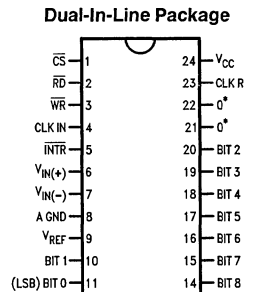 Dual-In-Line Package
CS 1 24 VCC
RD 2 23 CLK R
WR 3 22 0*
CLK IN 4 21 0*
INTR 5 20 BIT 2
VIN(+) 6 19 BIT 3
VIN(−) 7 18 BIT 4
A GND 8 17 BIT 5
VREF 9 16 BIT 6
BIT 1 10 15 BIT 7
(LSB) BIT 0 11 14 BIT 8